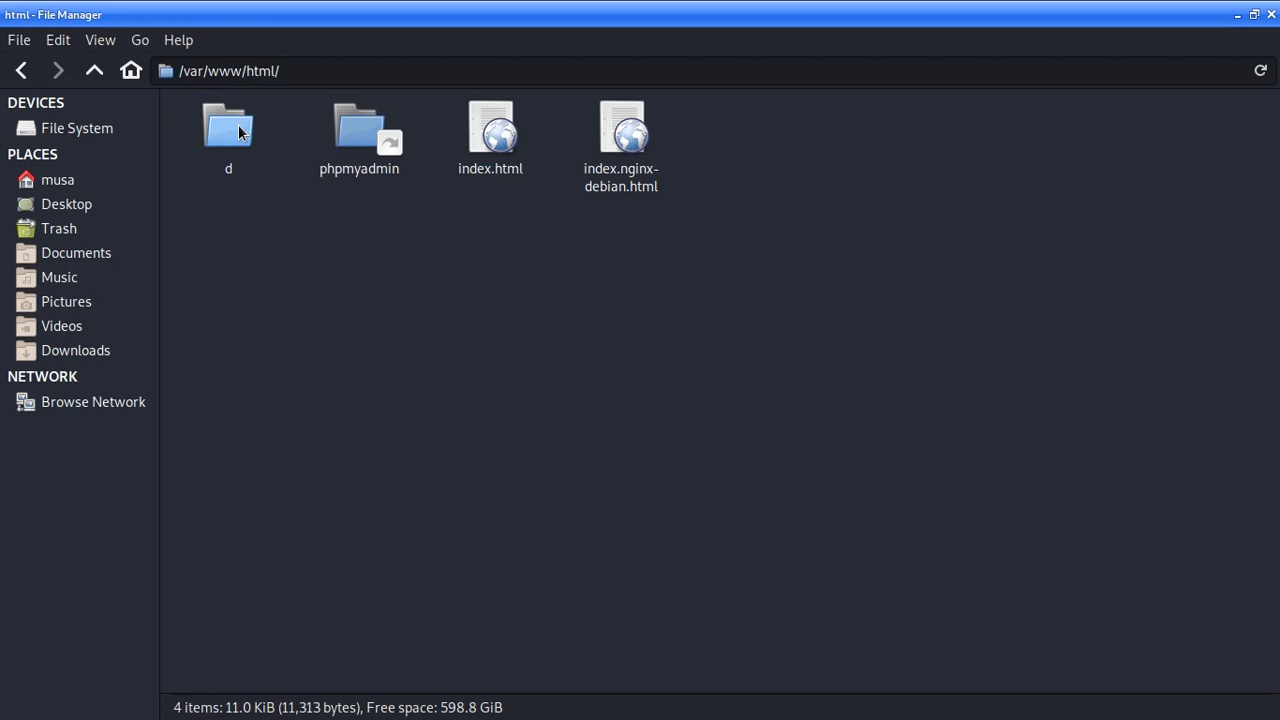 html - File Manager
File Edit View Go Help
/var/www/html/
DEVICES
File System
PLACES
musa
Desktop
Trash
Documents
Music
Pictures
Videos
Downloads
NETWORK
Browse Network
d
phpmyadmin
index.html
index.nginx-
debian.html
4 items: 11.0 KiB (11,313 bytes), Free space: 598.8 GiB